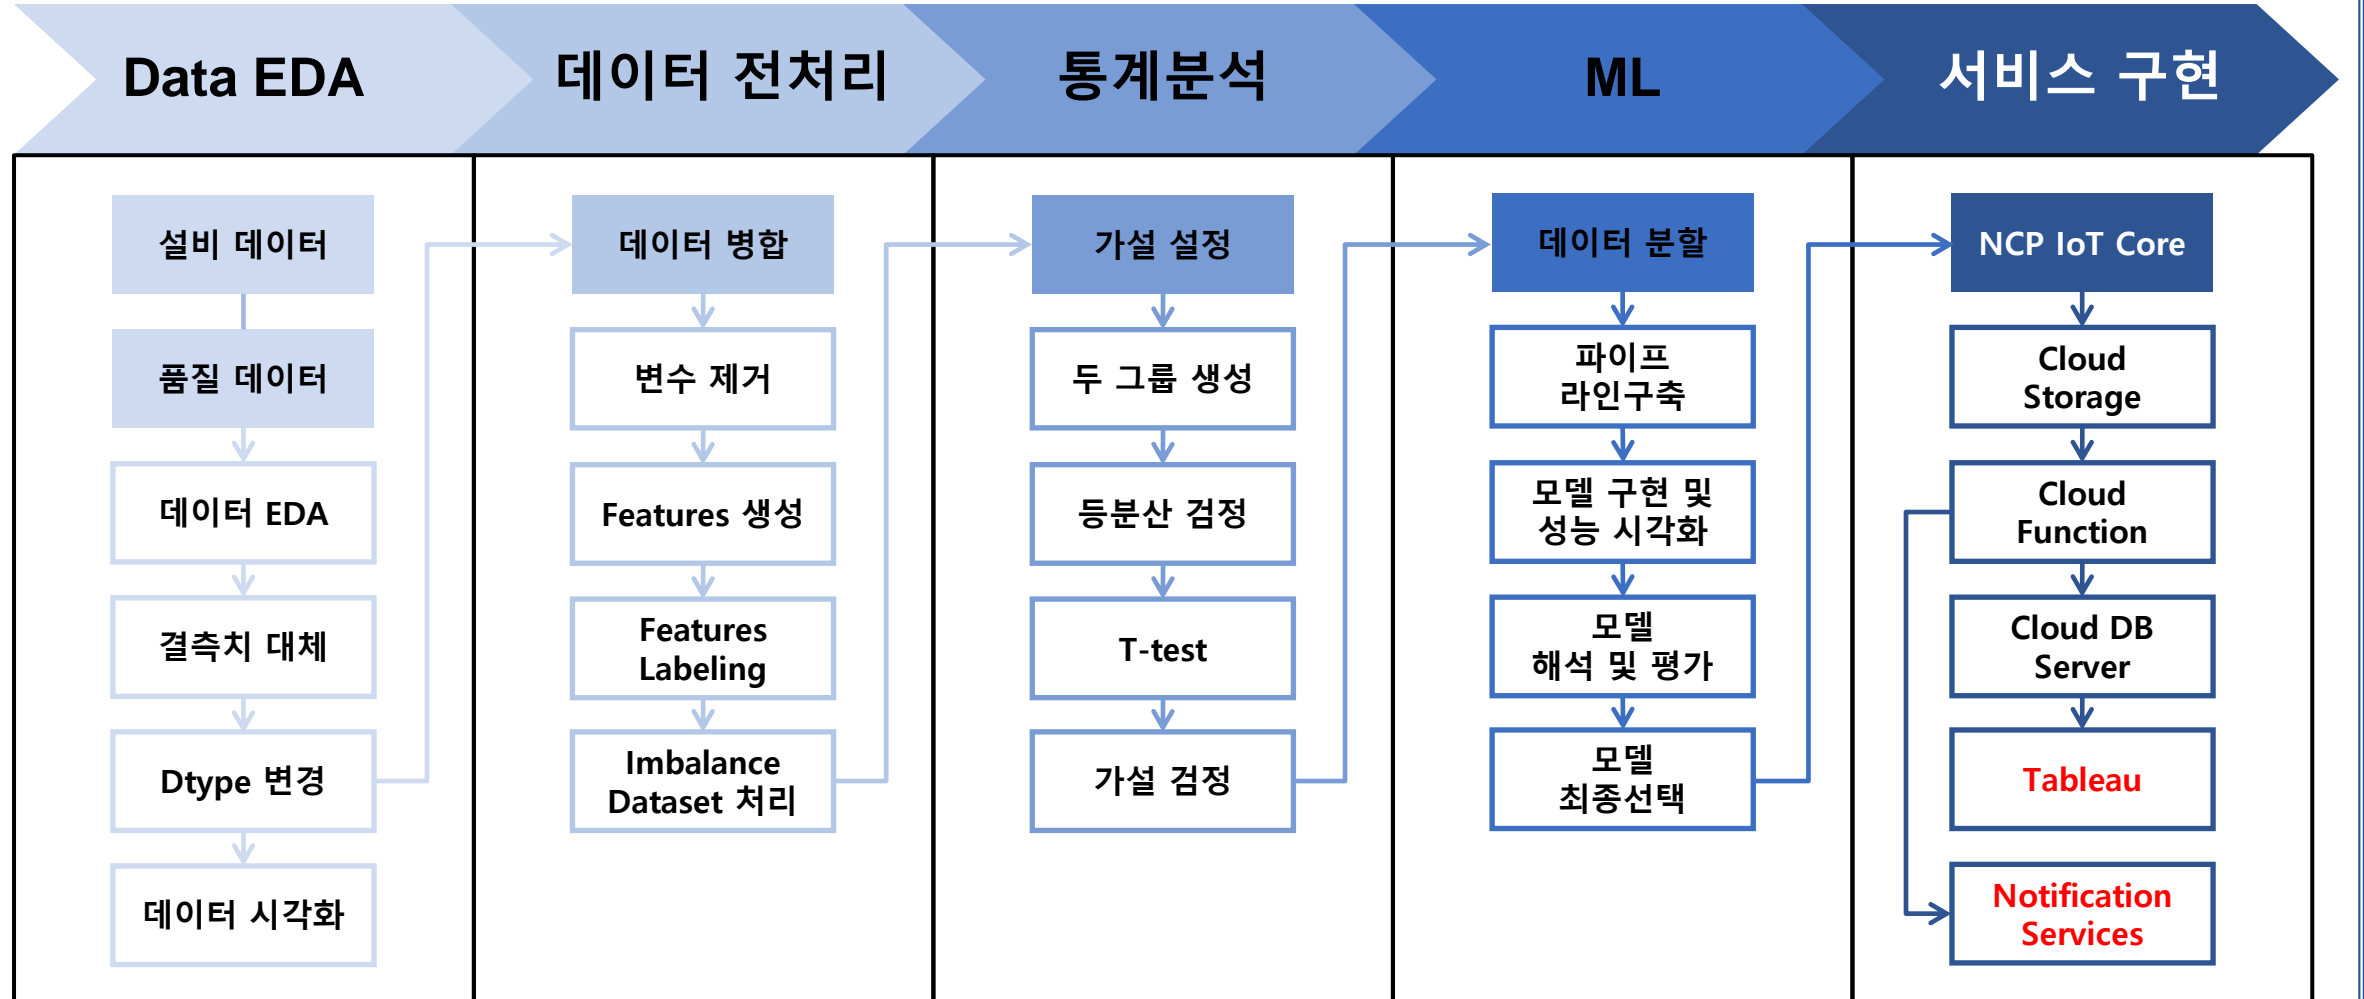 Data EDA
데이터 전처리
통계분석
ML
서비스 구현
설비 데이터
품질 데이터
데이터 EDA
결측치 대체
Dtype 변경
데이터 시각화
데이터 병합
변수 제거
Features 생성
Features
Labeling
Imbalance
Dataset 처리
가설 설정
두 그룹 생성
등분산 검정
T-test
가설 검정
데이터 분할
파이프
라인구축
모델 구현 및
성능 시각화
모델
해석 및 평가
모델
최종선택
NCP IoT Core
Cloud
Storage
Cloud
Function
Cloud DB
Server
Tableau
Notification
Services